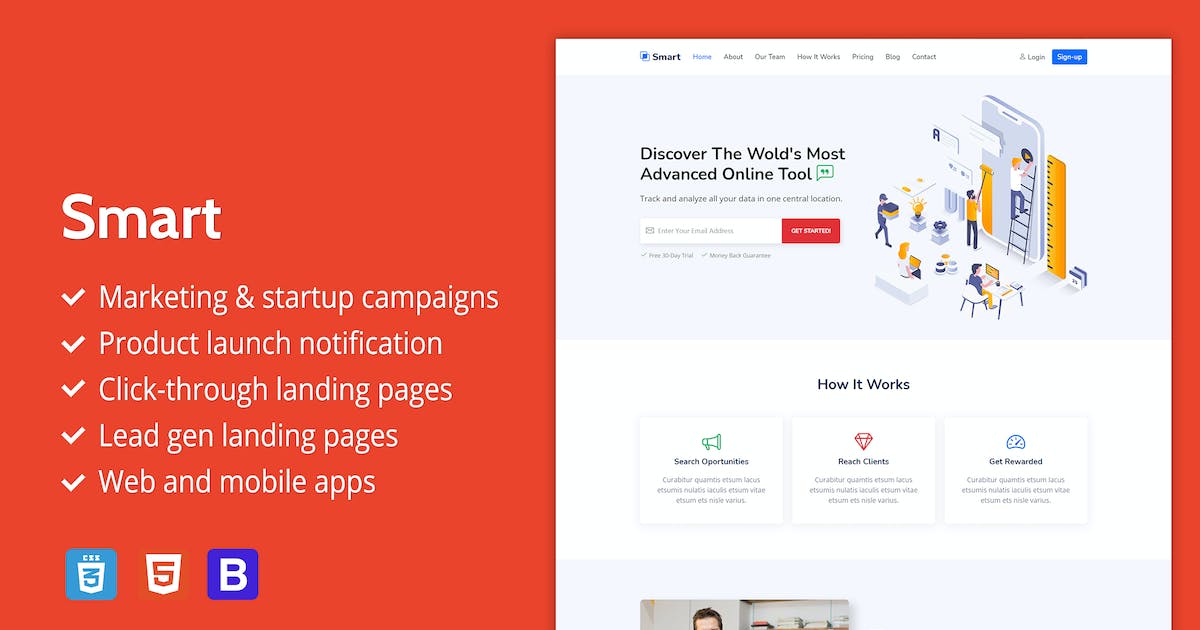 Smart
Marketing & startup campaigns
Product launch notification
Click-through landing pages
Lead gen landing pages
Web and mobile apps
CSS
3
5
B
Smart Home About Our Team How It Works Pricing Blog Contact Login Sign-up
Discover The Wold's Most
Advanced Online Tool
Track and analyze all your data in one central location.
Enter Your Email Address GET STARTED!
Free 30-Day Trial Money Back Guarantee
A
How It Works
Search Oportunities
Curabitur quamtis etsum lacus
etsumis nulatis iaculis etsum vitae
etsum ets nisle varius.
Reach Clients
Curabitur quamtis etsum lacus
etsumis nulatis iaculis etsum vitae
etsum ets nisle varius.
Get Rewarded
Curabitur quamtis etsum lacus
etsumis nulatis iaculis etsum vitae
etsum ets nisle varius.